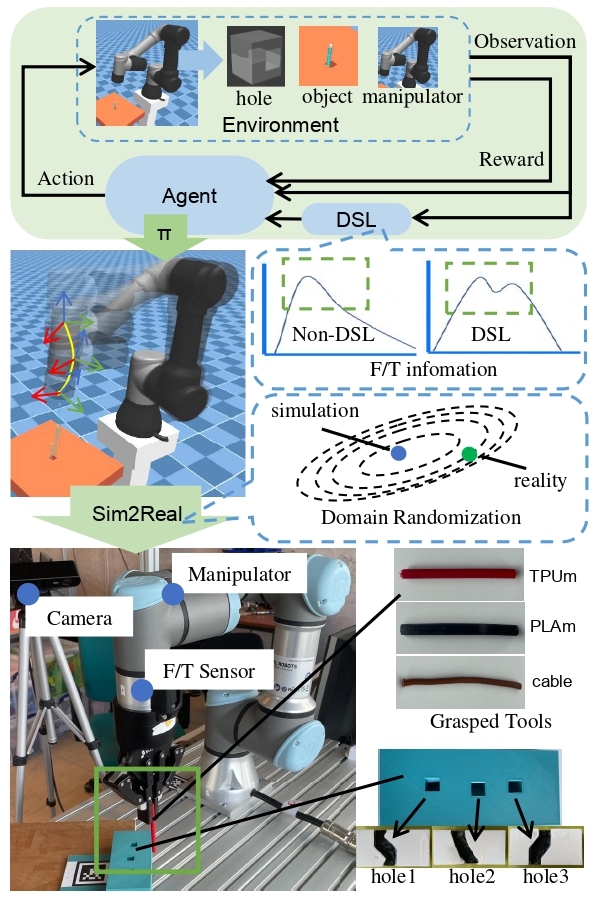 Observation
hole
object
manipulator
Environment
Reward
Action
Agent
DSL
π
Non-DSL
DSL
F/T infomation
simulation
reality
Sim2Real
Domain Randomization
Manipulator
Camera
F/T Sensor
TPUm
PLAm
cable
Grasped Tools
hole1
hole2
hole3